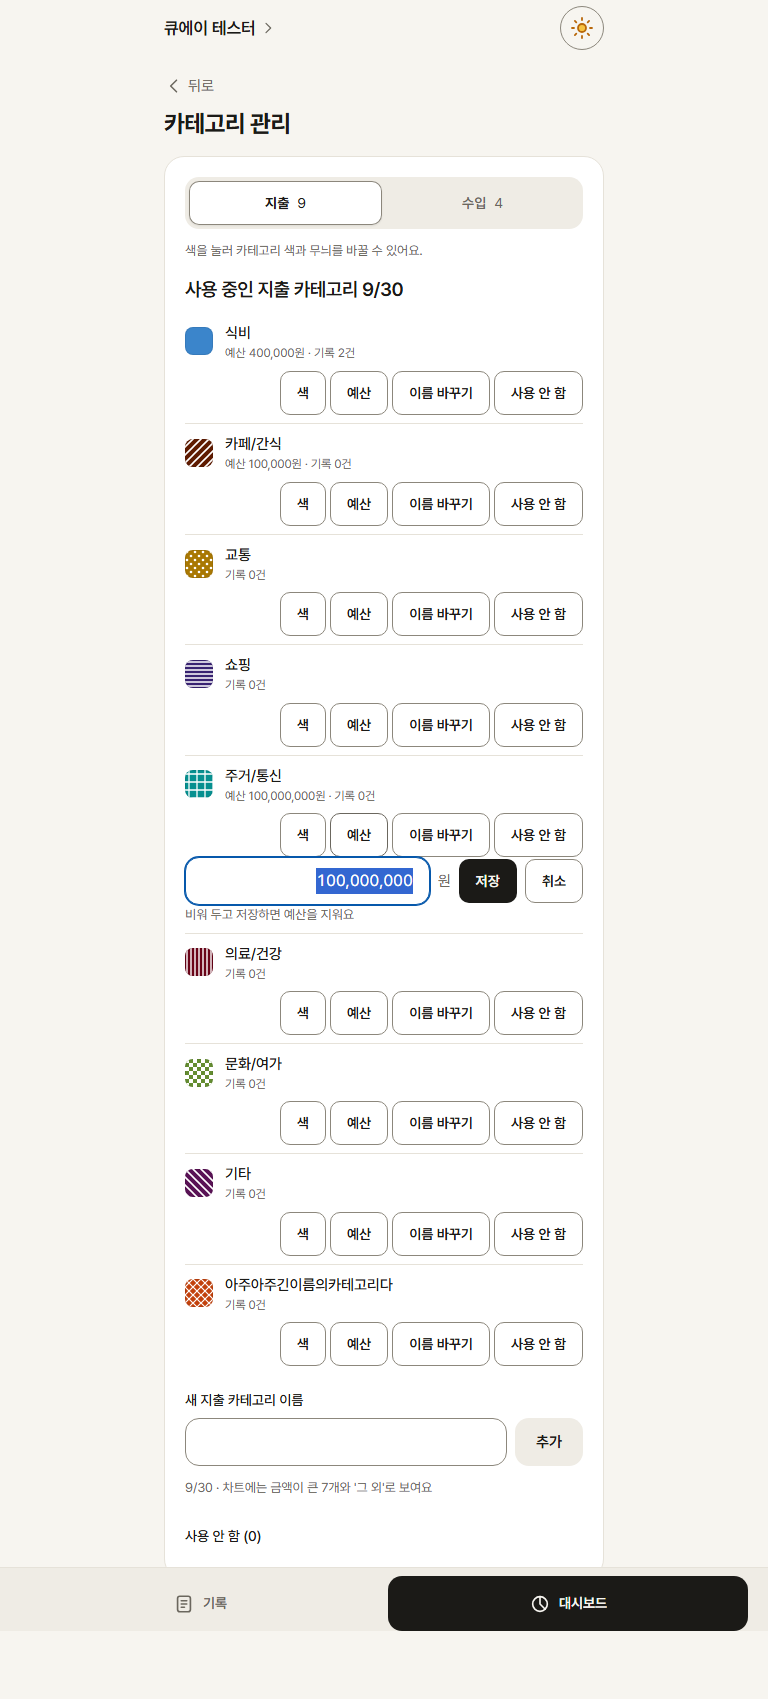 큐에이 테스터
뒤로
카테고리 관리
지출 9
수입 4
색을 눌러 카테고리 색과 무늬를 바꿀 수 있어요.
사용 중인 지출 카테고리 9/30
식비
예산 400,000원 · 기록 2건
색 예산 이름 바꾸기 사용 안 함
카페/간식
예산 100,000원 · 기록 0건
색 예산 이름 바꾸기 사용 안 함
교통
기록 0건
색 예산 이름 바꾸기 사용 안 함
쇼핑
기록 0건
색 예산 이름 바꾸기 사용 안 함
주거/통신
예산 100,000,000원 · 기록 0건
색 예산 이름 바꾸기 사용 안 함
100,000,000 원 저장 취소
비워 두고 저장하면 예산을 지워요
의료/건강
기록 0건
색 예산 이름 바꾸기 사용 안 함
문화/여가
기록 0건
색 예산 이름 바꾸기 사용 안 함
기타
기록 0건
색 예산 이름 바꾸기 사용 안 함
아주아주긴이름의카테고리다
기록 0건
색 예산 이름 바꾸기 사용 안 함
새 지출 카테고리 이름
추가
9/30 · 차트에는 금액이 큰 7개와 '그 외'로 보여요
사용 안 함 (0)
기록
대시보드